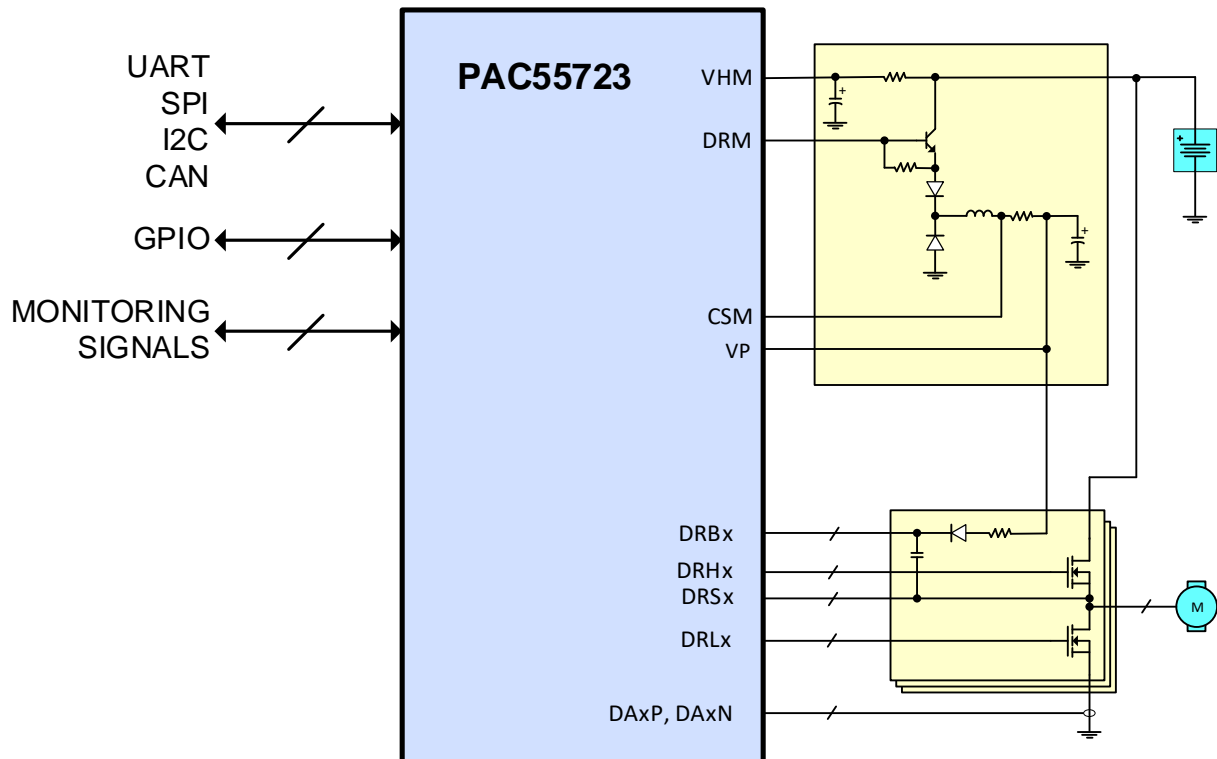 PAC55723
UART
SPI
I2C
CAN
GPIO
MONITORING
SIGNALS
VHM
DRM
CSM
VP
DRBx
DRHx
DRSx
DRLx
DAxP, DAxN
+
+
+
M